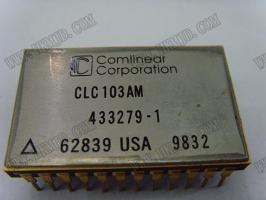 Comlinear
Corporation
CLC103AM
433279-1
62839 USA 9832